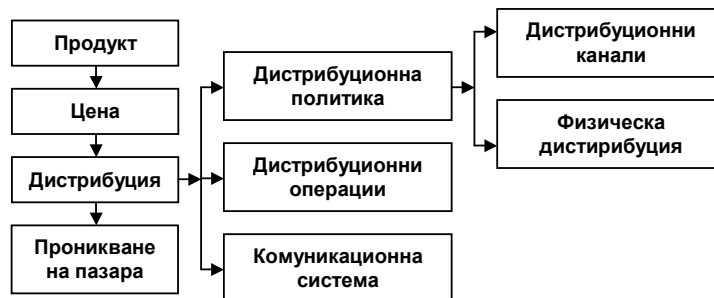 Продукт
Цена
Дистрибуция
Проникване
на пазара
Дистрибуционна
политика
Дистрибуционни
операции
Комуникационна
система
Дистрибуционни
канали
Физическа
дистирибуция